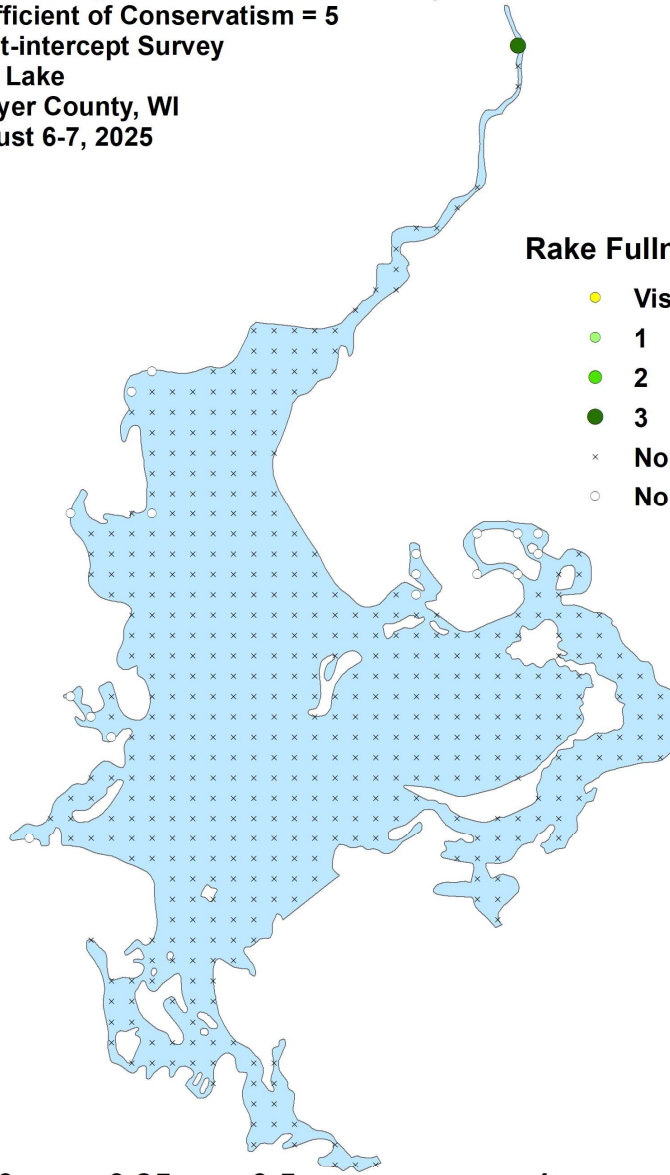 fficient of Conservatism = 5
t-intercept Survey
Lake
yer County, WI
ust 6-7, 2025
Rake Fulln
Vis
1
2
3
No
No